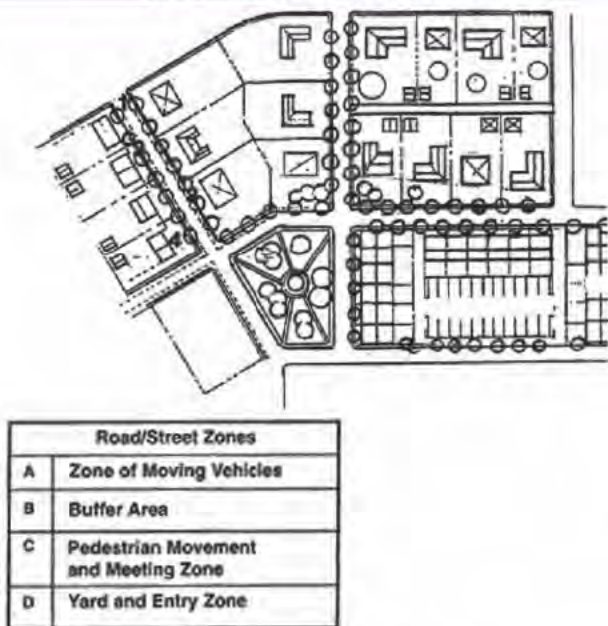 Road/Street Zones
A Zone of Moving Vehicles
B Buffer Area
C Pedestrian Movement
and Meeting Zone
D Yard and Entry Zone